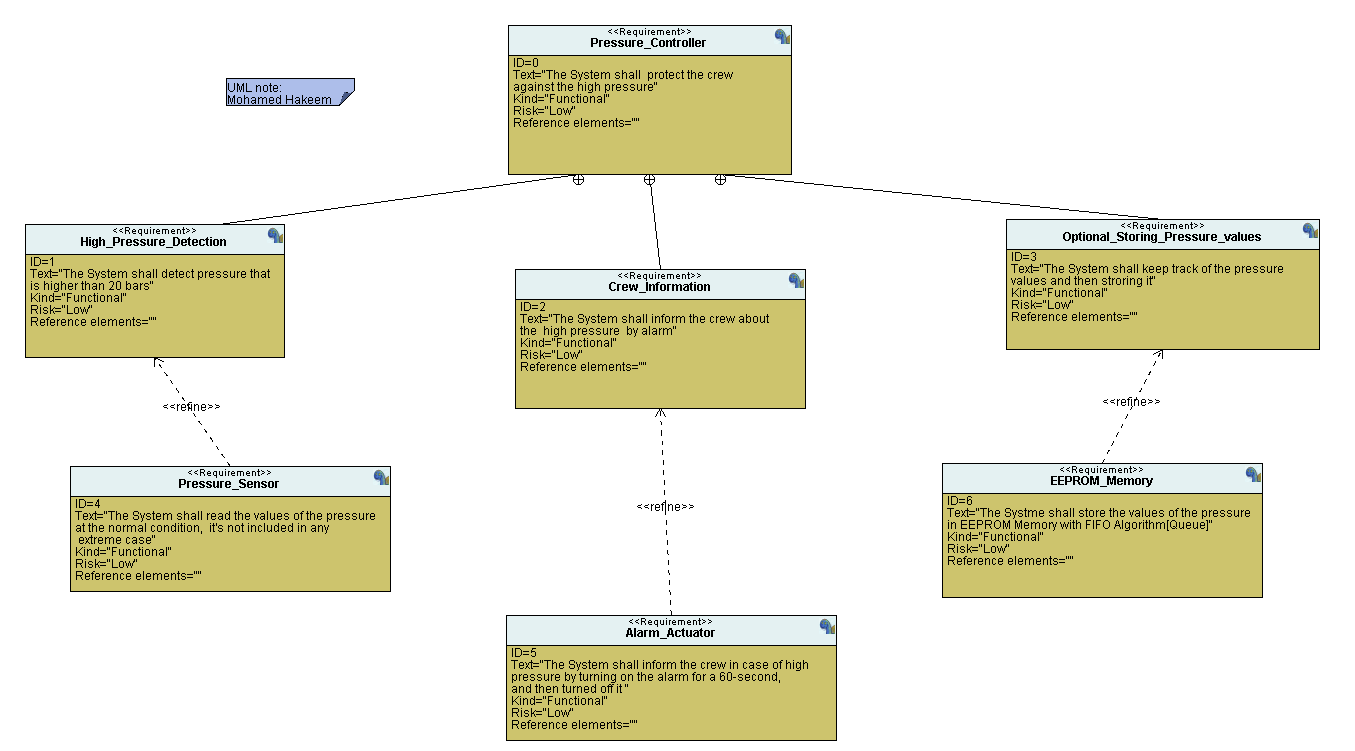 <<Requirement>>
Pressure_Controller
ID=0
Text="The System shall  protect the crew
against the high pressure"
Kind="Functional"
Risk="Low"
Reference elements=""
UML note:
Mohamed Hakeem
<<Requirement>>
High_Pressure_Detection
ID=1
Text="The System shall detect pressure that
is higher than 20 bars"
Kind="Functional"
Risk="Low"
Reference elements=""
<<Requirement>>
Crew_Information
ID=2
Text="The System shall inform the crew about
the  high pressure  by alarm"
Kind="Functional"
Risk="Low"
Reference elements=""
<<Requirement>>
Optional_Storing_Pressure_values
ID=3
Text="The System shall keep track of the pressure
values and then stroring it"
Kind="Functional"
Risk="Low"
Reference elements=""
<<refine>>
<<refine>>
<<refine>>
<<Requirement>>
Pressure_Sensor
ID=4
Text="The System shall read the values of the pressure
at the normal condition,  it's not included in any
extreme case"
Kind="Functional"
Risk="Low"
Reference elements=""
<<Requirement>>
Alarm_Actuator
ID=5
Text="The System shall inform the crew in case of high
pressure by turning on the alarm for a 60-second,
and then turned off it"
Kind="Functional"
Risk="Low"
Reference elements=""
<<Requirement>>
EEPROM_Memory
ID=6
Text="The Systme shall store the values of the pressure
in EEPROM Memory with FIFO Algorithm[Queue]"
Kind="Functional"
Risk="Low"
Reference elements=""